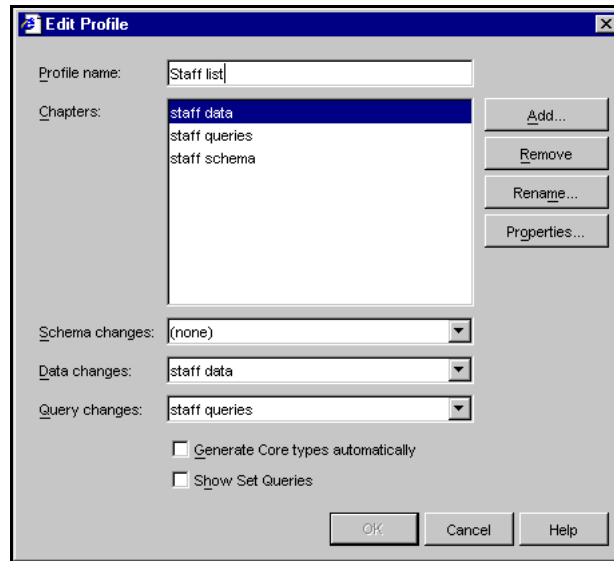 Edit Profile
Profile name: Staff list
Chapters:
staff data
staff queries
staff schema
Add...
Remove
Rename...
Properties...
Schema changes: (none)
Data changes: staff data
Query changes: staff queries
Generate Core types automatically
Show Set Queries
OK Cancel Help